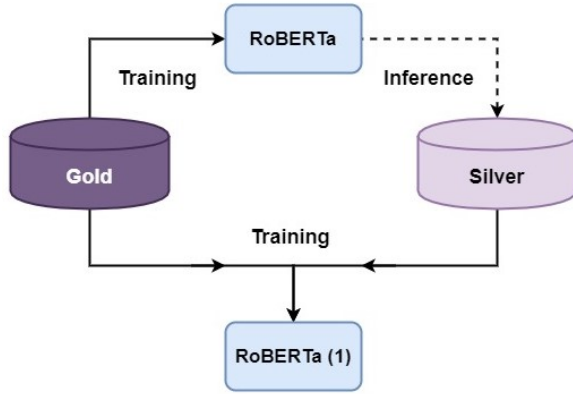 RoBERTa
Training
Inference
Gold
Silver
Training
RoBERTa (1)